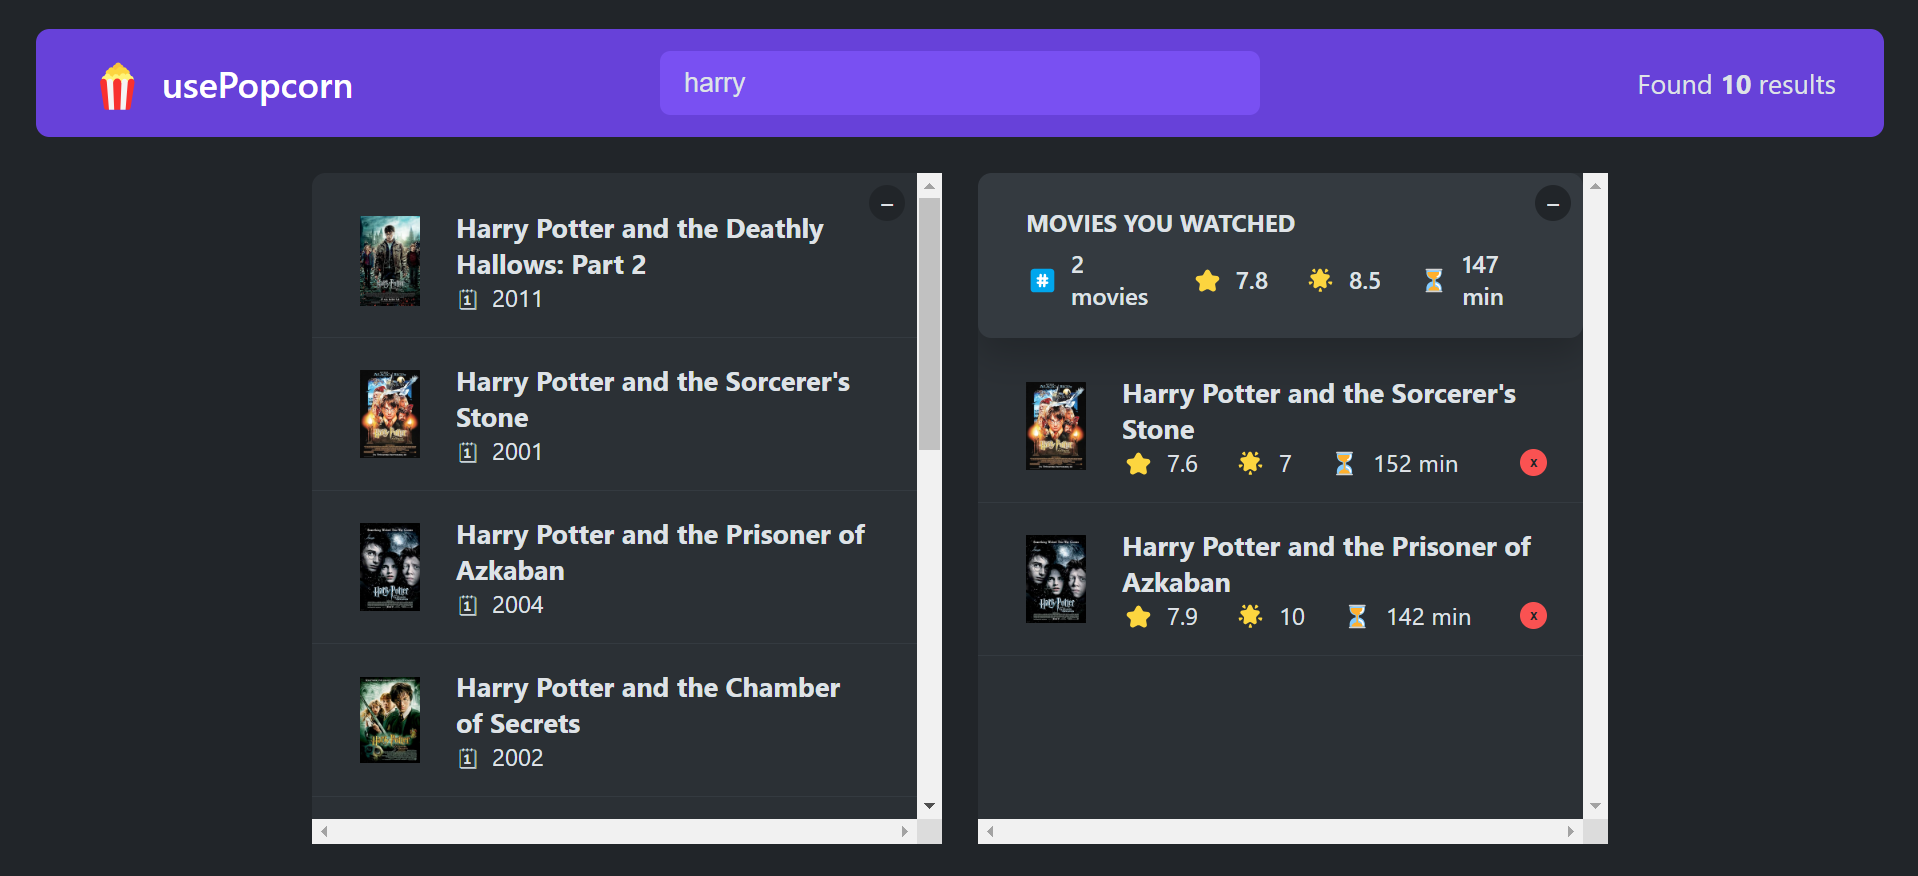 usePopcorn
harry
Found 10 results
Harry Potter and the Deathly
Hallows: Part 2
2011
Harry Potter and the Sorcerer's
Stone
2001
Harry Potter and the Prisoner of
Azkaban
2004
Harry Potter and the Chamber
of Secrets
2002
MOVIES YOU WATCHED
2
movies
7.8
8.5
147
min
Harry Potter and the Sorcerer's
Stone
7.6 7 152 min x
Harry Potter and the Prisoner of
Azkaban
7.9 10 142 min x